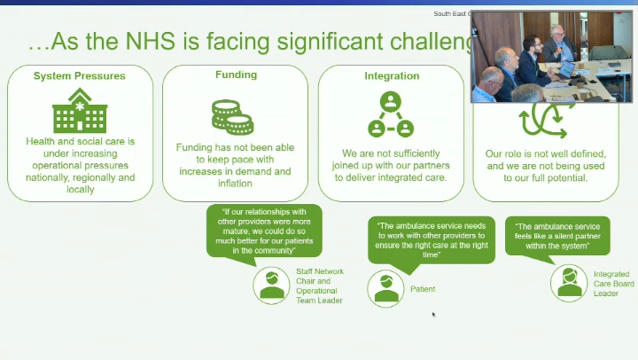 South East
…As the NHS is facing significant
System Pressures
Health and social care is
under increasing
operational pressures
nationally, regionally and
locally
Funding
Funding has not been able
to keep pace with
increases in demand and
inflation
Integration
We are not sufficiently
joined up with our partners
to deliver integrated care.
Our role is not well defined,
and we are not being used
to our full potential.
"If our relationships with
other providers were more
mature, we could do so
much better for our patients
in the community"
Staff Network
Chair and
Operational
Team Leader
"The ambulance service needs
to work with other providers to
ensure the right care at the right
time"
Patient
"The ambulance service
feels like a silent partner
within the system"
Integrated
Care Board
Leader